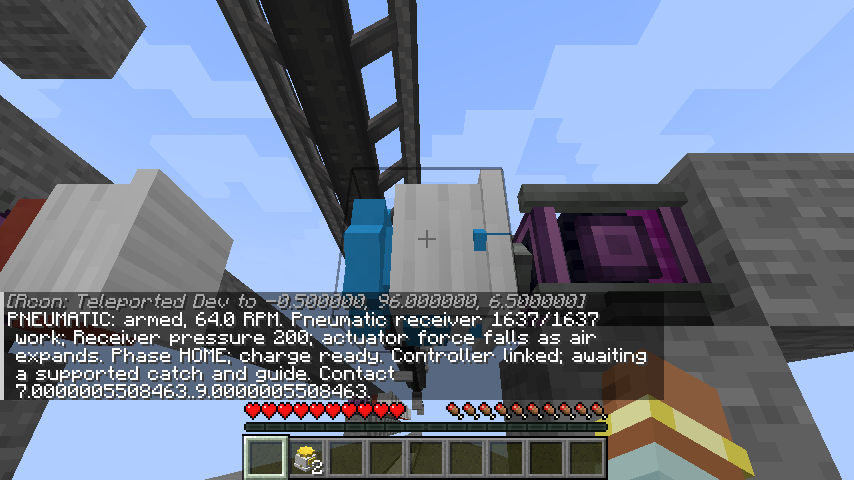 [Rcon: Teleported Dev to -0.500000, 96.000000, 6.500000]
PNEUMATIC: armed, 64.0 RPM. Pneumatic receiver 1637/1637
work; Receiver pressure 200; actuator force falls as air
expands. Phase HOME, charge ready. Controller linked; awaiting
a supported catch and guide. Contact
7.0000005508463..9.0000005508463.
2